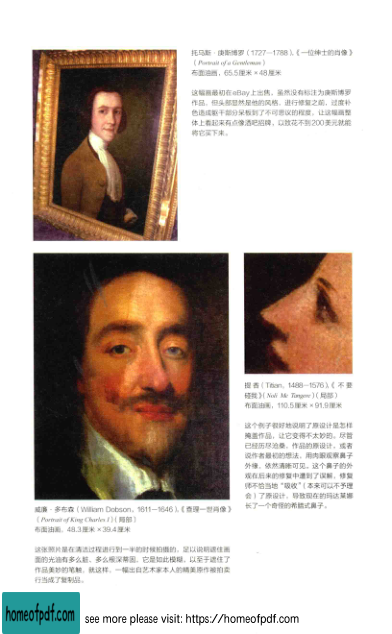 托马斯·庚斯博罗（1727—1788），《一位绅士的肖像》
（Portrait of a Gentleman）
布面油画，65.5厘米×48厘米
这幅画最初在eBay上出售，虽然没有标注为庚斯博罗
作品，但头部显然是他的风格。进行修复之前，过度补
色造成躯干部分呆板到了不可思议的程度，让这幅画整
体上看起来有点像酒吧招牌，以致花不到200美元就能
将它买下来。
提香（Titian, 1488—1576），《不要
碰我》（Noli Me Tangere）（局部）
布面油画，110.5厘米×91.9厘米
这个例子很好地说明了原设计是怎样
掩盖作品，让它变得不太妙的。尽管
已经历尽沧桑，作品的原设计，或者
说作者最初的想法，用肉眼观察鼻子
外缘，依然清晰可见。这个鼻子的外
观在后来的修复中遭到了误解，修复
师不恰当地“吸收”（本来可以不予理
会）了原设计，导致现在的玛达莱娜
长了一个奇怪的希腊式鼻子。
威廉·多布森（William Dobson, 1611—1646），《查理一世肖像》
（Portrait of King Charles I）（局部）
布面油画，48.3厘米×39.4厘米
这张照片是在清洁过程进行到一半的时候拍摄的，足以说明遮住画
面的光油有多么脏、多么根深蒂固，它是如此模糊，以至于遮住了
作品美妙的笔触。就这样，一幅出自艺术家本人的精美原作被拍卖
行当成了复制品。
homeofpdf.com
see more please visit: https://homeofpdf.com